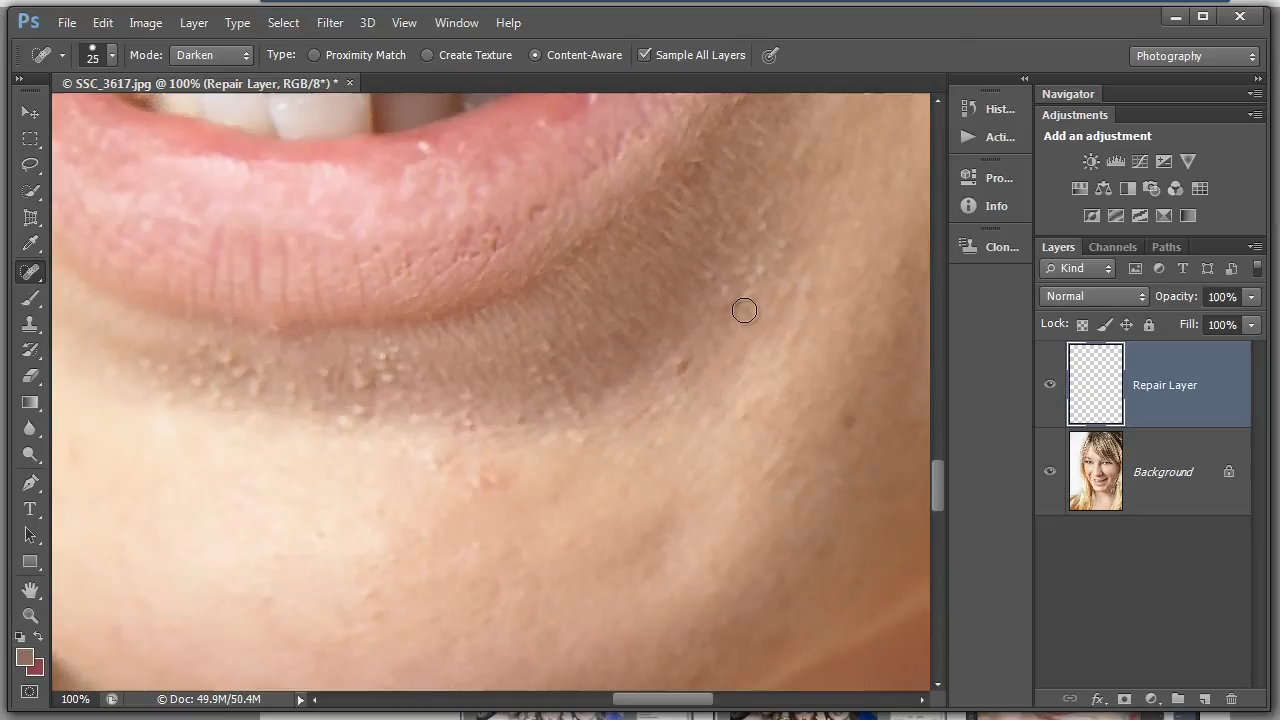 Ps File Edit Image Layer Type Select Filter 3D View Window Help
25 Mode: Darken Type: Proximity Match Create Texture Content-Aware Sample All Layers Photography
© SSC_3617.jpg @ 100% (Repair Layer, RGB/8*) * ×
Hist...
Acti...
Pro...
Info
Clon...
Navigator
Adjustments
Add an adjustment
Layers Channels Paths
Kind
Normal Opacity: 100%
Lock: Fill: 100%
Repair Layer
Background
100% © Doc: 49.9M/50.4M